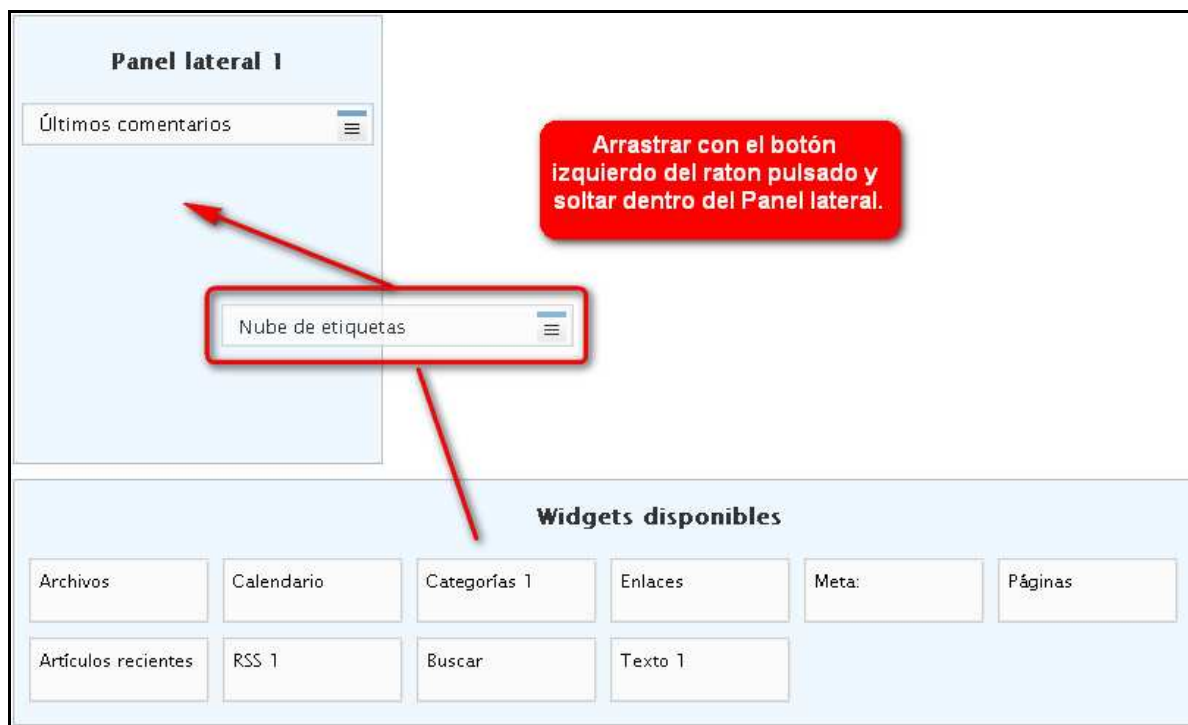 Panel lateral 1
Últimos comentarios
Arrastrar con el botón
izquierdo del raton pulsado y
soltar dentro del Panel lateral.
Nube de etiquetas
Widgets disponibles
Archivos
Calendario
Categorías 1
Enlaces
Meta:
Páginas
Artículos recientes
RSS 1
Buscar
Texto 1